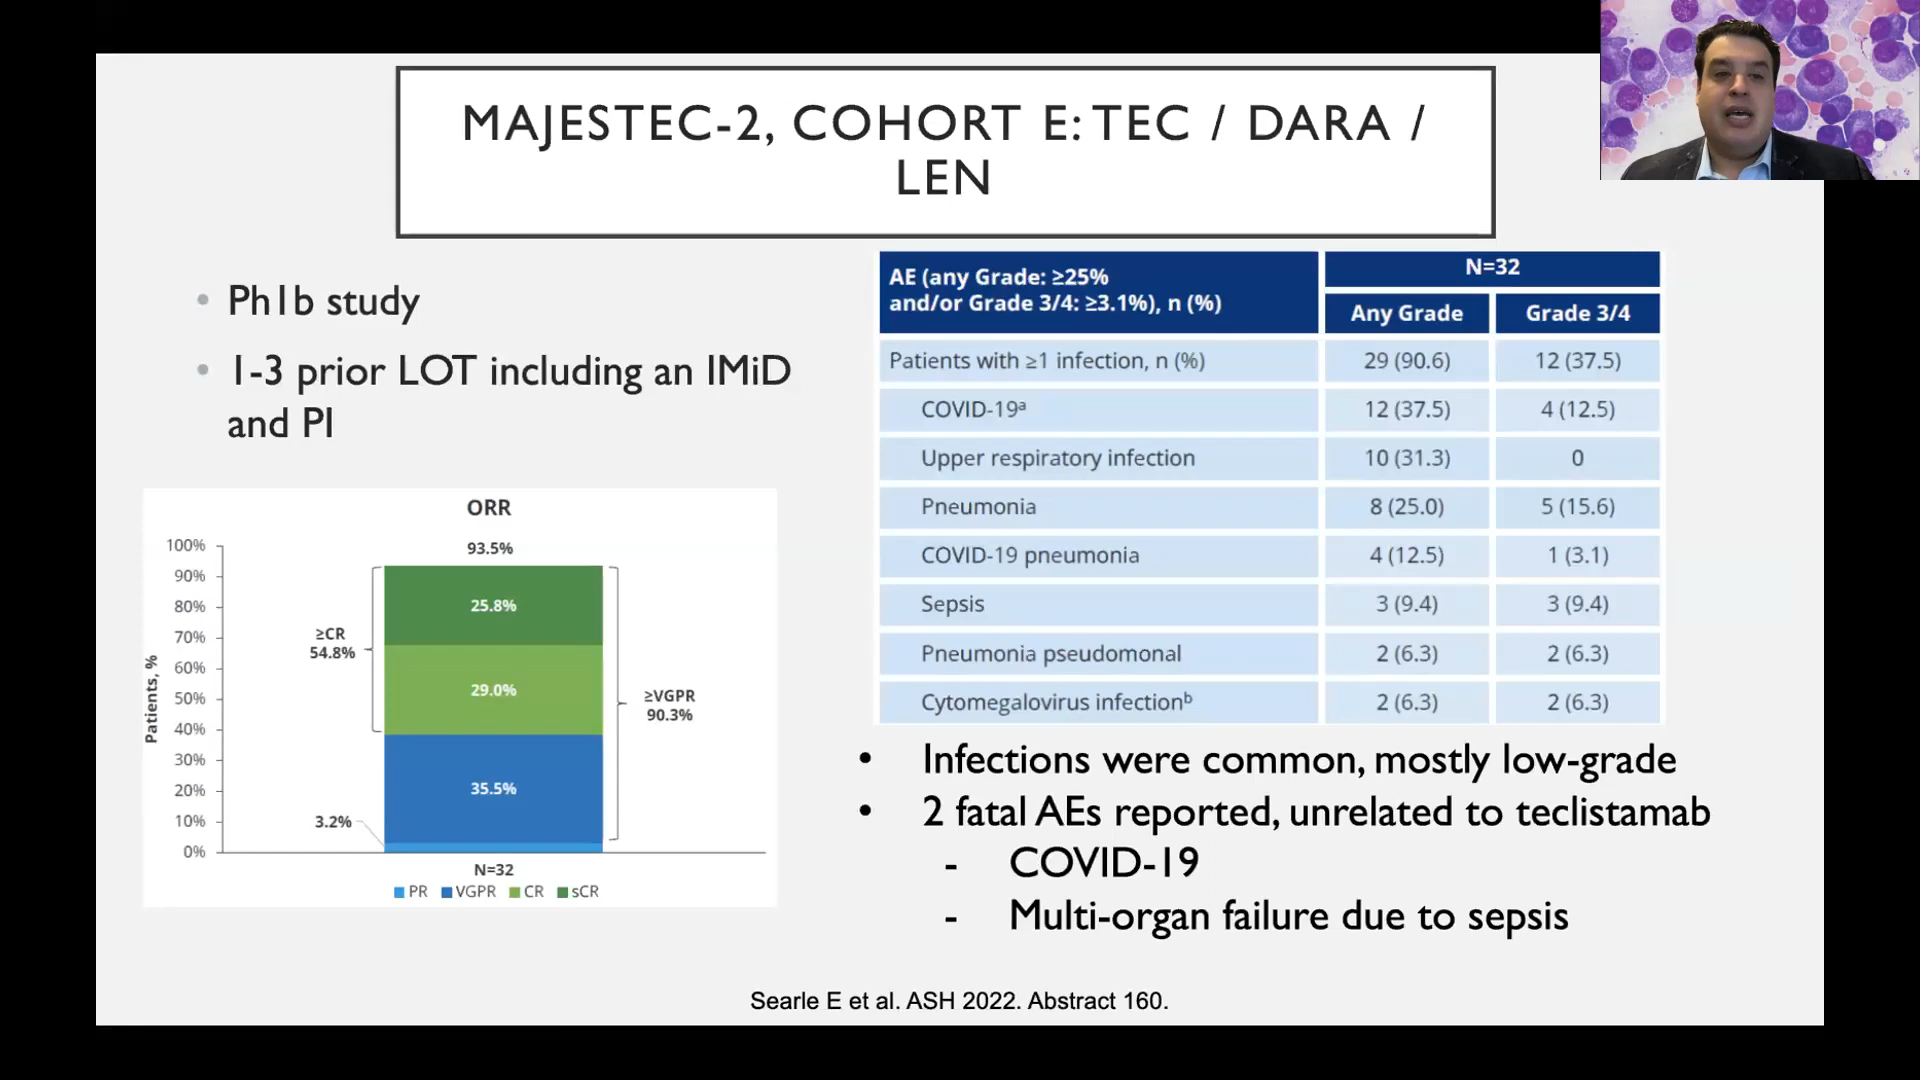 MAJESTEC-2, COHORT E: TEC / DARA /
LEN
• Ph1b study
• 1-3 prior LOT including an IMiD
and PI
ORR
93.5%
100%
90%
80%
70%
60%
50%
40%
30%
20%
10%
0%
Patients, %
≥CR
54.8%
3.2%
25.8%
29.0%
35.5%
≥VGPR
90.3%
N=32
PR VGPR CR sCR
AE (any Grade: ≥25%
and/or Grade 3/4: ≥3.1%), n (%)
N=32
Any Grade Grade 3/4
Patients with ≥1 infection, n (%) 29 (90.6) 12 (37.5)
COVID-19ᵃ 12 (37.5) 4 (12.5)
Upper respiratory infection 10 (31.3) 0
Pneumonia 8 (25.0) 5 (15.6)
COVID-19 pneumonia 4 (12.5) 1 (3.1)
Sepsis 3 (9.4) 3 (9.4)
Pneumonia pseudomonal 2 (6.3) 2 (6.3)
Cytomegalovirus infectionᵇ 2 (6.3) 2 (6.3)
• Infections were common, mostly low-grade
• 2 fatal AEs reported, unrelated to teclistamab
- COVID-19
- Multi-organ failure due to sepsis
Searle E et al. ASH 2022. Abstract 160.